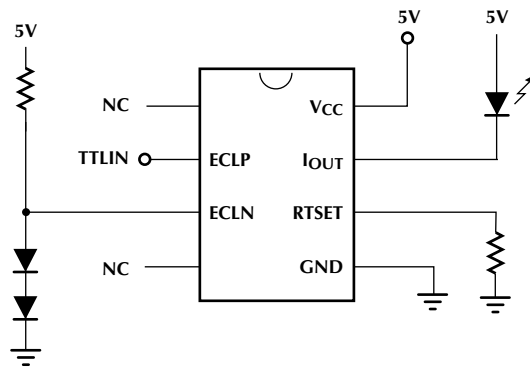 5V
5V
5V
NC
VCC
TTLIN
ECLP
IOUT
ECLN
RTSET
NC
GND